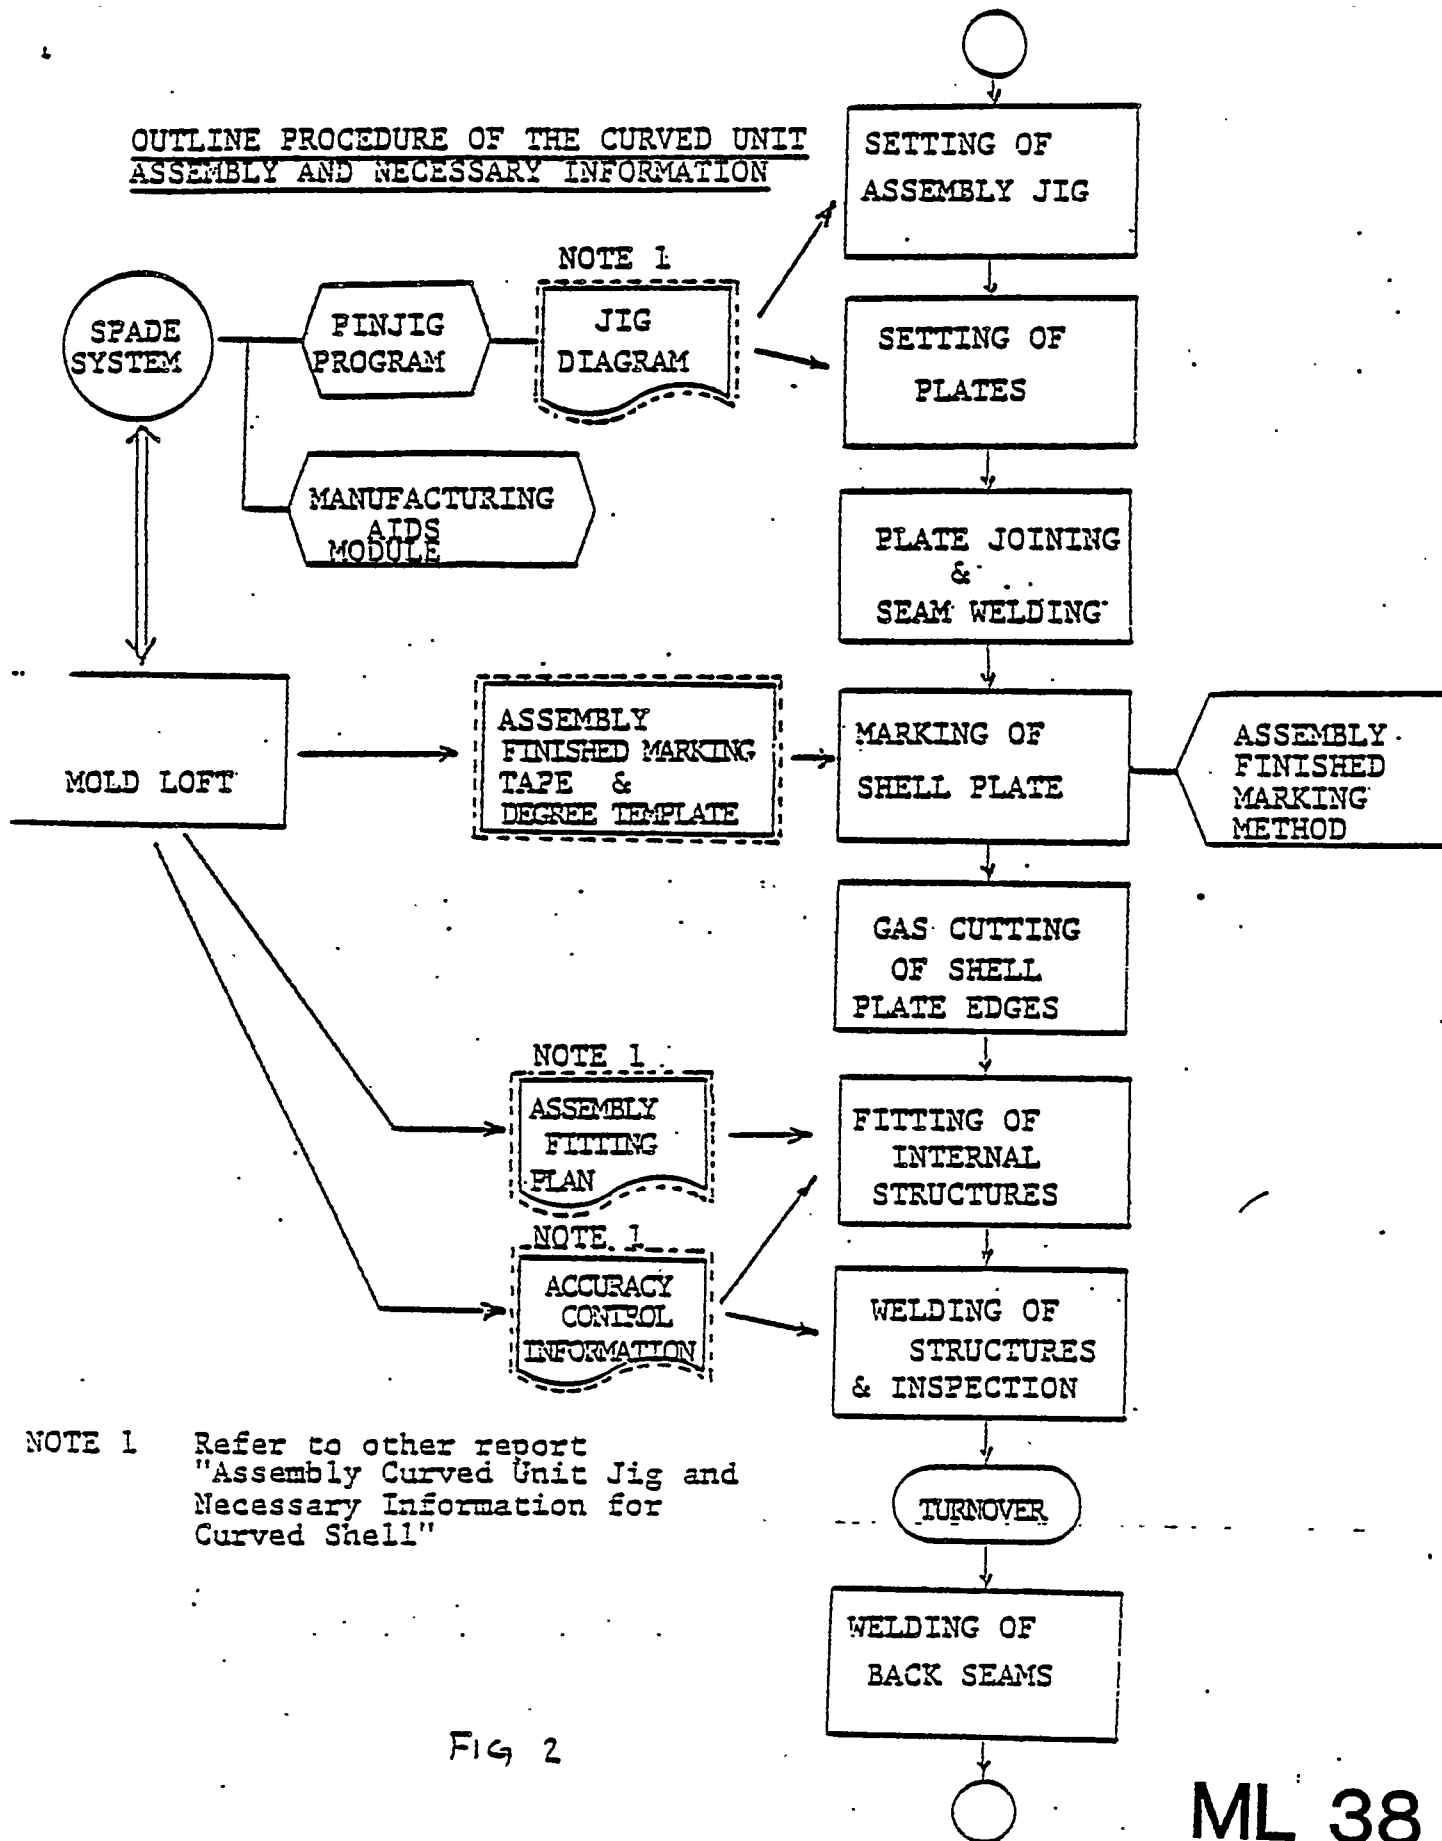 OUTLINE PROCEDURE OF THE CURVED UNIT
ASSEMBLY AND NECESSARY INFORMATION
SETTING OF
ASSEMBLY JIG
NOTE 1
SPADE
SYSTEM
PINJIG
PROGRAM
JIG
DIAGRAM
SETTING OF
PLATES
MANUFACTURING
AIDS
MODULE
PLATE JOINING
&
SEAM WELDING
MOLD LOFT
ASSEMBLY
FINISHED MARKING
TAPE &
DEGREE TEMPLATE
MARKING OF
SHELL PLATE
ASSEMBLY
FINISHED
MARKING
METHOD
GAS CUTTING
OF SHELL
PLATE EDGES
NOTE 1
ASSEMBLY
FITTING
PLAN
FITTING OF
INTERNAL
STRUCTURES
NOTE 1
ACCURACY
CONTROL
INFORMATION
WELDING OF
STRUCTURES
& INSPECTION
NOTE 1 Refer to other report
"Assembly Curved Unit Jig and
Necessary Information for
Curved Shell"
TURNOVER
WELDING OF
BACK SEAMS
FIG 2
ML 38